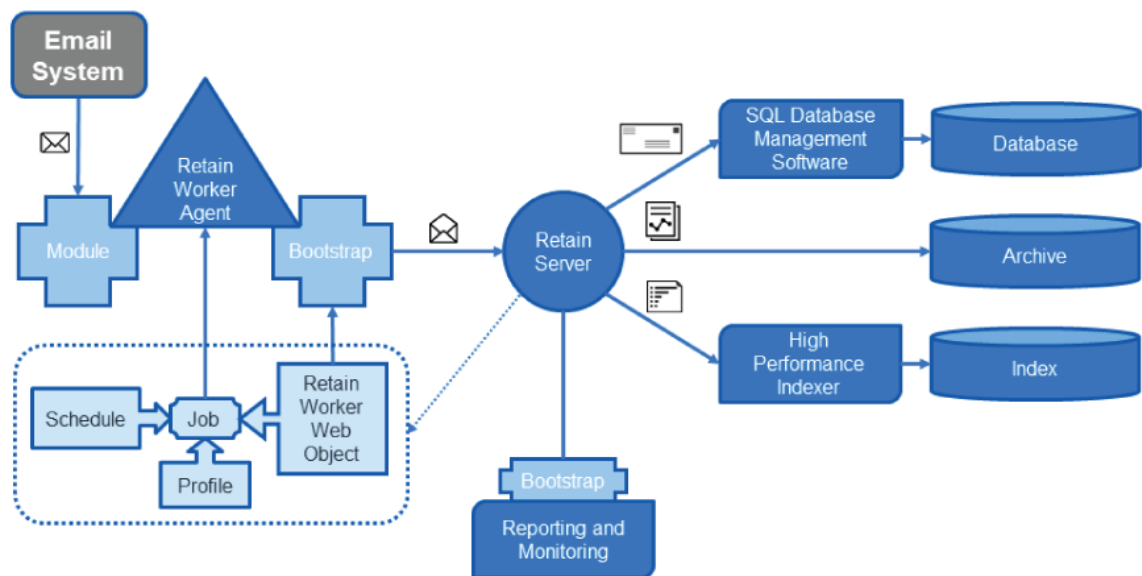 Email
System
SQL Database
Management
Software
Database
Retain
Worker
Agent
Module
Bootstrap
Retain
Server
Archive
High
Performance
Indexer
Index
Schedule
Job
Retain
Worker
Web
Object
Profile
Bootstrap
Reporting and
Monitoring